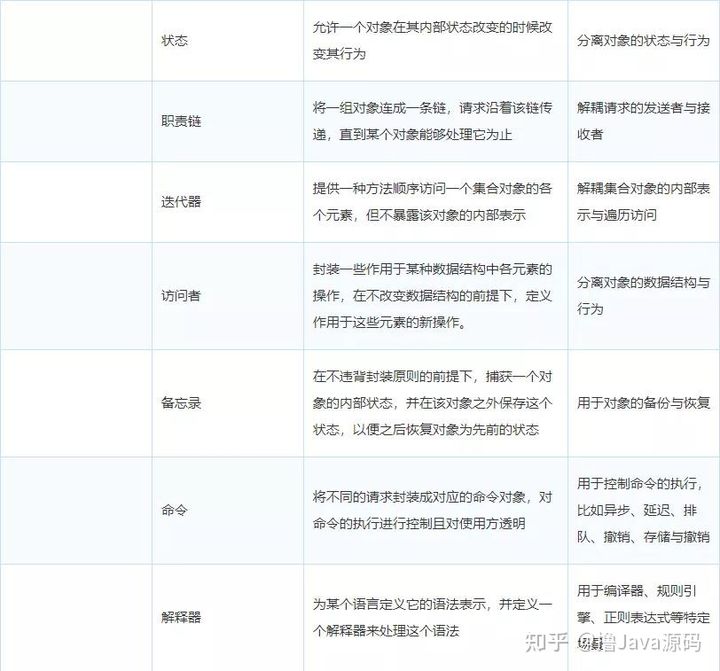 状态
允许一个对象在其内部状态改变的时候改
变其行为
分离对象的状态与行为
职责链
将一组对象连成一条链，请求沿着该链传
递，直到某个对象能够处理它为止
解耦请求的发送者与接
收者
迭代器
提供一种方法顺序访问一个集合对象的各
个元素，但不暴露该对象的内部表示
解耦集合对象的内部表
示与遍历访问
访问者
封装一些作用于某种数据结构中各元素的
操作，在不改变数据结构的前提下，定义
作用于这些元素的新操作。
分离对象的数据结构与
行为
备忘录
在不违背封装原则的前提下，捕获一个对
象的内部状态，并在该对象之外保存这个
状态，以便之后恢复对象为先前的状态
用于对象的备份与恢复
命令
将不同的请求封装成对应的命令对象，对
命令的执行进行控制且对使用方透明
用于控制命令的执行，
比如异步、延迟、排
队、撤销、存储与撤销
解释器
为某个语言定义它的语法表示，并定义一
个解释器来处理这个语法
用于编译器、规则引
擎、正则表达式等特定
场景
知乎 @撸Java源码